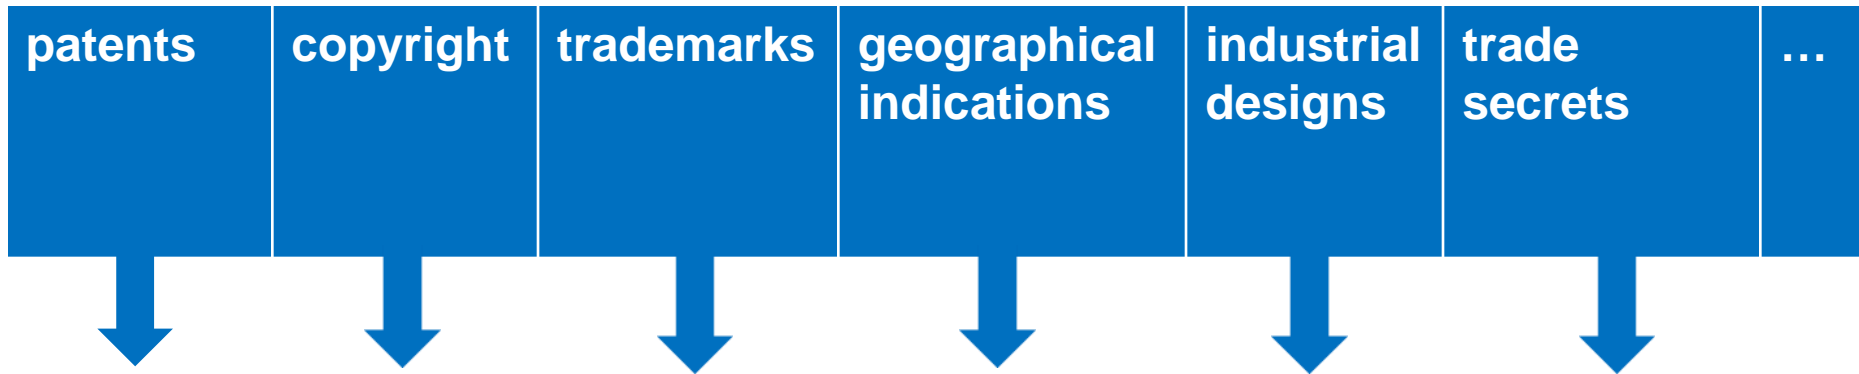 patents
copyright
trademarks
geographical
indications
industrial
designs
trade
secrets
…